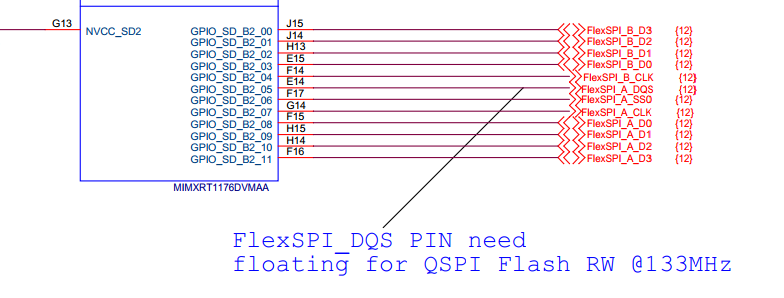 G13
NVCC_SD2
GPIO_SD_B2_00 J15 FlexSPI_B_D3 {12}
GPIO_SD_B2_01 J14 FlexSPI_B_D2 {12}
GPIO_SD_B2_02 H13 FlexSPI_B_D1 {12}
GPIO_SD_B2_03 E15 FlexSPI_B_D0 {12}
GPIO_SD_B2_04 F14 FlexSPI_B_CLK {12}
GPIO_SD_B2_05 E14 FlexSPI_A_DQS {12}
GPIO_SD_B2_06 F17 FlexSPI_A_SS0 {12}
GPIO_SD_B2_07 G14 FlexSPI_A_CLK {12}
GPIO_SD_B2_08 F15 FlexSPI_A_D0 {12}
GPIO_SD_B2_09 H15 FlexSPI_A_D1 {12}
GPIO_SD_B2_10 H14 FlexSPI_A_D2 {12}
GPIO_SD_B2_11 F16 FlexSPI_A_D3 {12}
MIMXRT1176DVMAA
FlexSPI_DQS PIN need
floating for QSPI Flash RW @133MHz